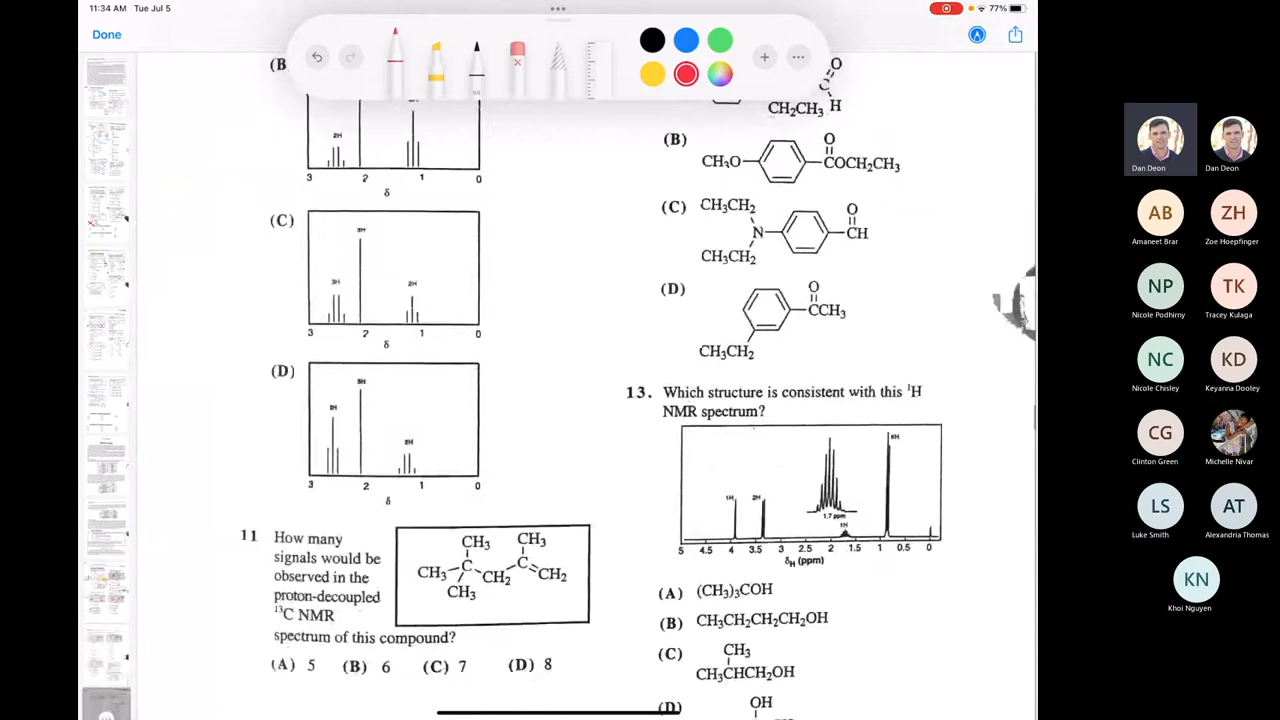 11:34 AM Tue Jul 5
77%
Done
(B
2H
3 2 1 0
δ
(C)
3H
3H
2H
3 2 1 0
δ
(D)
3H
2H
3 2 1 0
δ
11 How many
signals would be
served in the
oton-decoupled
13C NMR
spectrum of this compound?
CH3 CH3
CH3 C C
CH2 CH2
CH3
(A) 5 (B) 6 (C) 7 (D) 8
O
C
CH2CH3 H
(B)
O
CH3O COCH2CH3
(C) CH3CH2
O
N CH
CH3CH2
(D)
O
CCH3
CH3CH2
13. Which structure is consistent with this 1H
NMR spectrum?
6H
1H 2H
1.7 ppm
1H
5 4.5 3.5 3 2.5 2 1 0.5 0
δH (ppm)
(A) (CH3)3COH
(B) CH3CH2CH2CH2OH
(C) CH3
CH3CHCH2OH
(D) OH
Dan Deon
Dan Deon
AB
Amaneet Brar
ZH
Zoe Hoepfinger
NP
Nicole Podhirny
TK
Tracey Kulaga
NC
Nicole Chisley
KD
Keyanna Dooley
CG
Clinton Green
Michelle Nivar
LS
Luke Smith
AT
Alexandria Thomas
KN
Khoi Nguyen